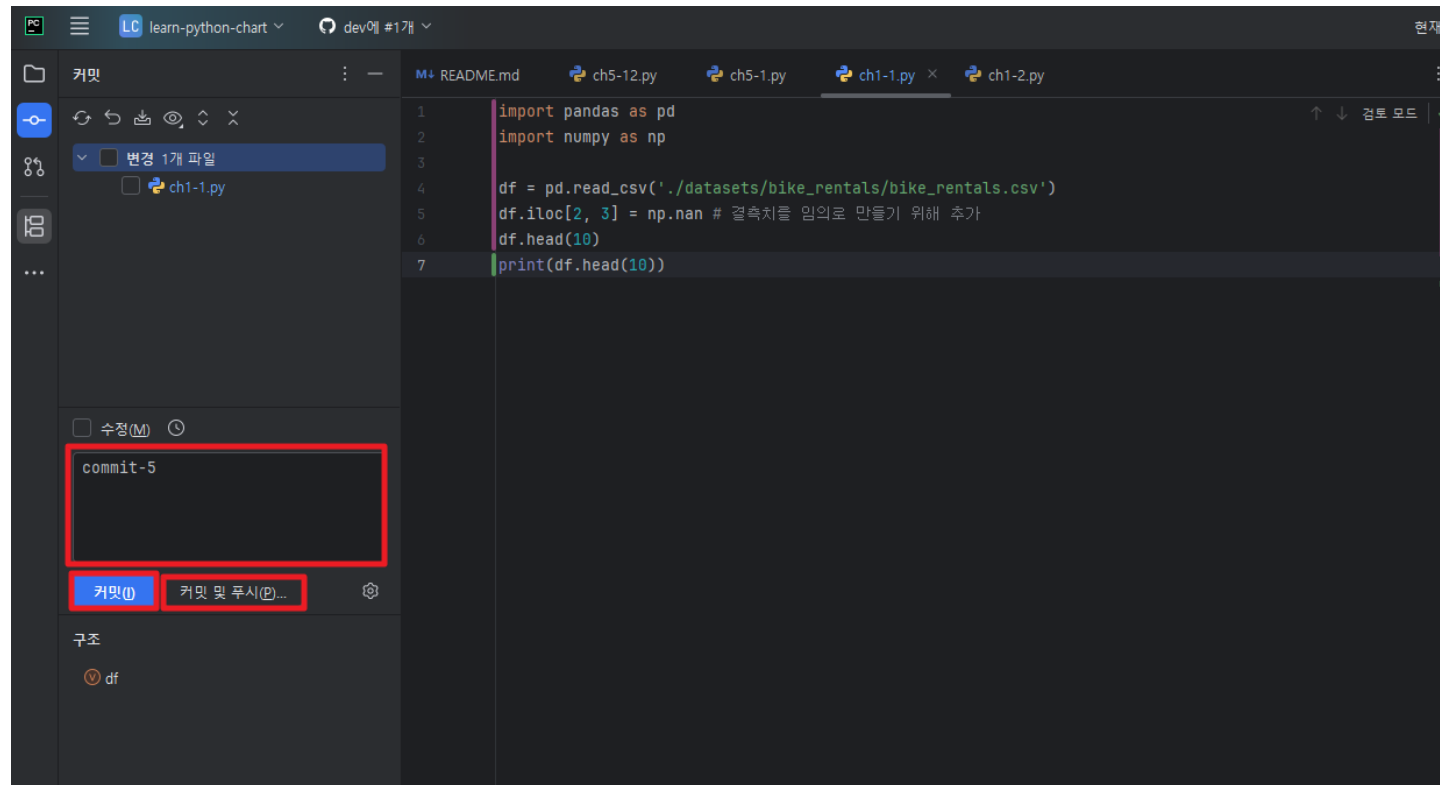 PC LC learn-python-chart dev에 #1개 현재
커밋
README.md ch5-12.py ch5-1.py ch1-1.py ch1-2.py
검토 모드
변경 1개 파일
ch1-1.py
1 import pandas as pd
2 import numpy as np
3
4 df = pd.read_csv('./datasets/bike_rentals/bike_rentals.csv')
5 df.iloc[2, 3] = np.nan # 결측치를 임의로 만들기 위해 추가
6 df.head(10)
7 print(df.head(10))
수정(M)
commit-5
커밋(I) 커밋 및 푸시(P)...
구조
V df